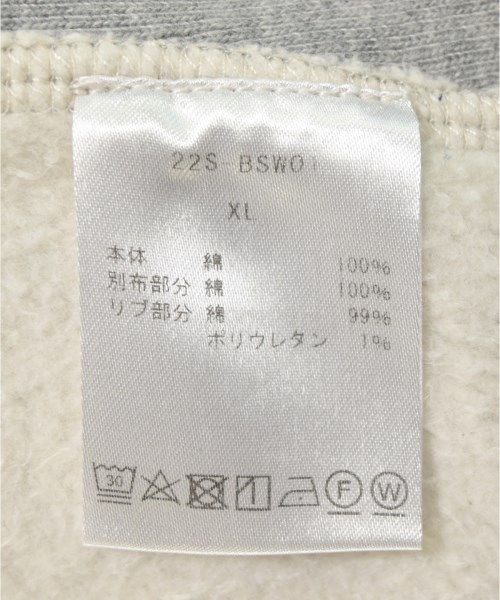 22S-BSW01
XL
本体 綿 100%
別布部分 綿 100%
リブ部分 綿 99%
ポリウレタン 1%
30 F W